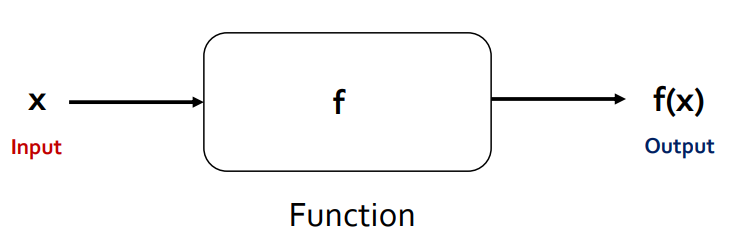 x
Input
f
f(x)
Output
Function